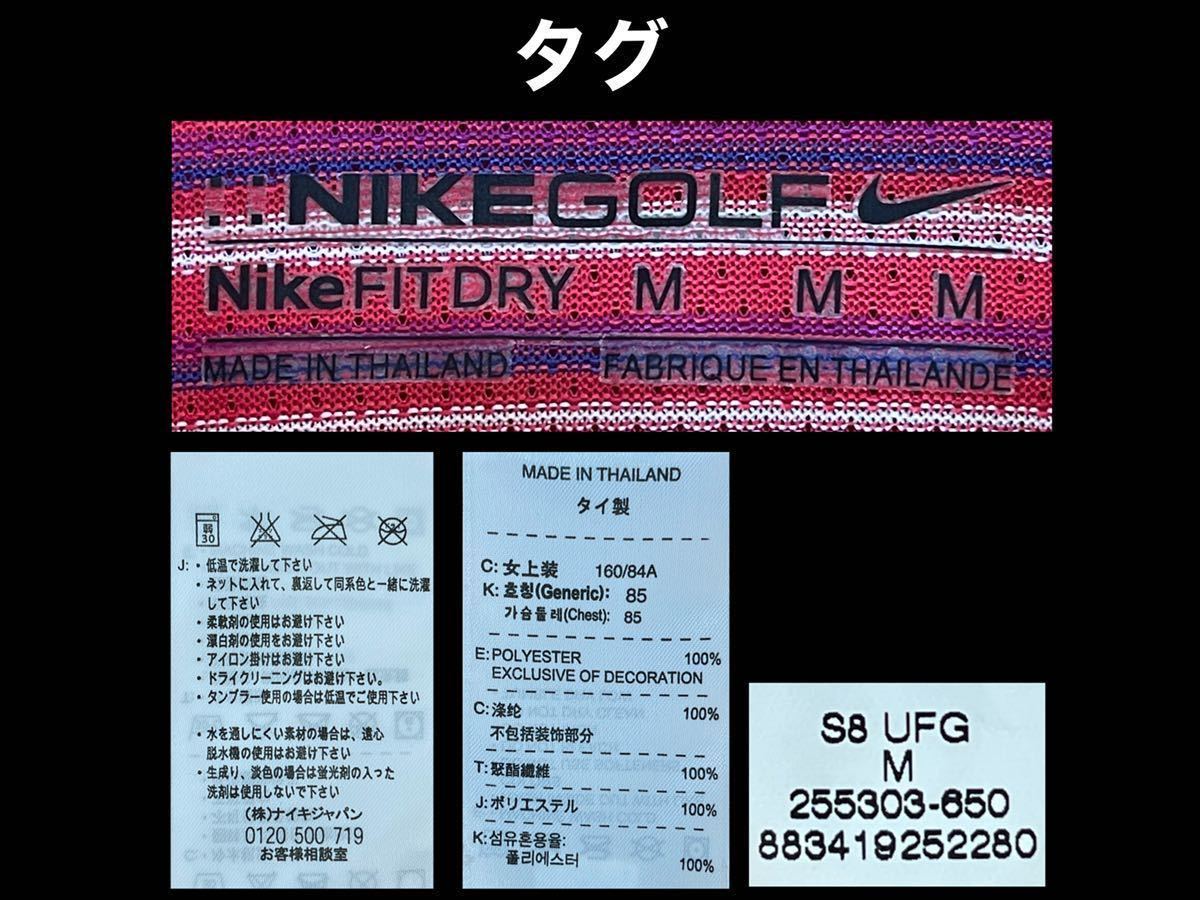 タグ
NIKEGOLF
NikeFIT DRY M M M
MADE IN THAILAND FABRIQUE EN THAILANDE
弱
30
J: ・低温で洗濯して下さい
・ネットに入れて、裏返して同系色と一緒に洗濯
して下さい
・柔軟剤の使用はお避け下さい
・漂白剤の使用をお避け下さい
・アイロン掛けはお避け下さい
・ドライクリーニングはお避け下さい。
・タンブラー使用の場合は低温でご使用下さい
・水を通しにくい素材の場合は、遠心
脱水機の使用はお避け下さい
・生成り、淡色の場合は蛍光剤の入った
洗剤は使用しないで下さい
(株)ナイキジャパン
0120 500 719
お客様相談室
MADE IN THAILAND
タイ製
C: 女上装 160/84A
K: 호칭(Generic): 85
가슴둘레(Chest): 85
E: POLYESTER 100%
EXCLUSIVE OF DECORATION
C: 涤纶 100%
不包括装饰部分
T: 聚酯纖維 100%
J: ポリエステル 100%
K: 섬유혼용율:
폴리에스터 100%
S8 UFG
M
255303-650
883419252280